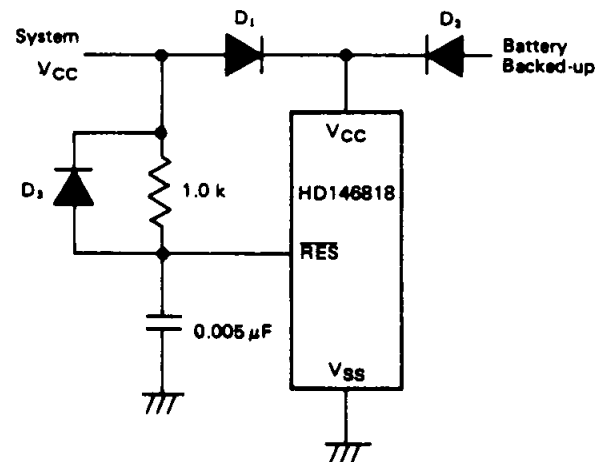 System
VCC
D1
D2
Battery
Backed-up
VCC
D3
1.0 k
HD146818
RES
0.005 μF
VSS